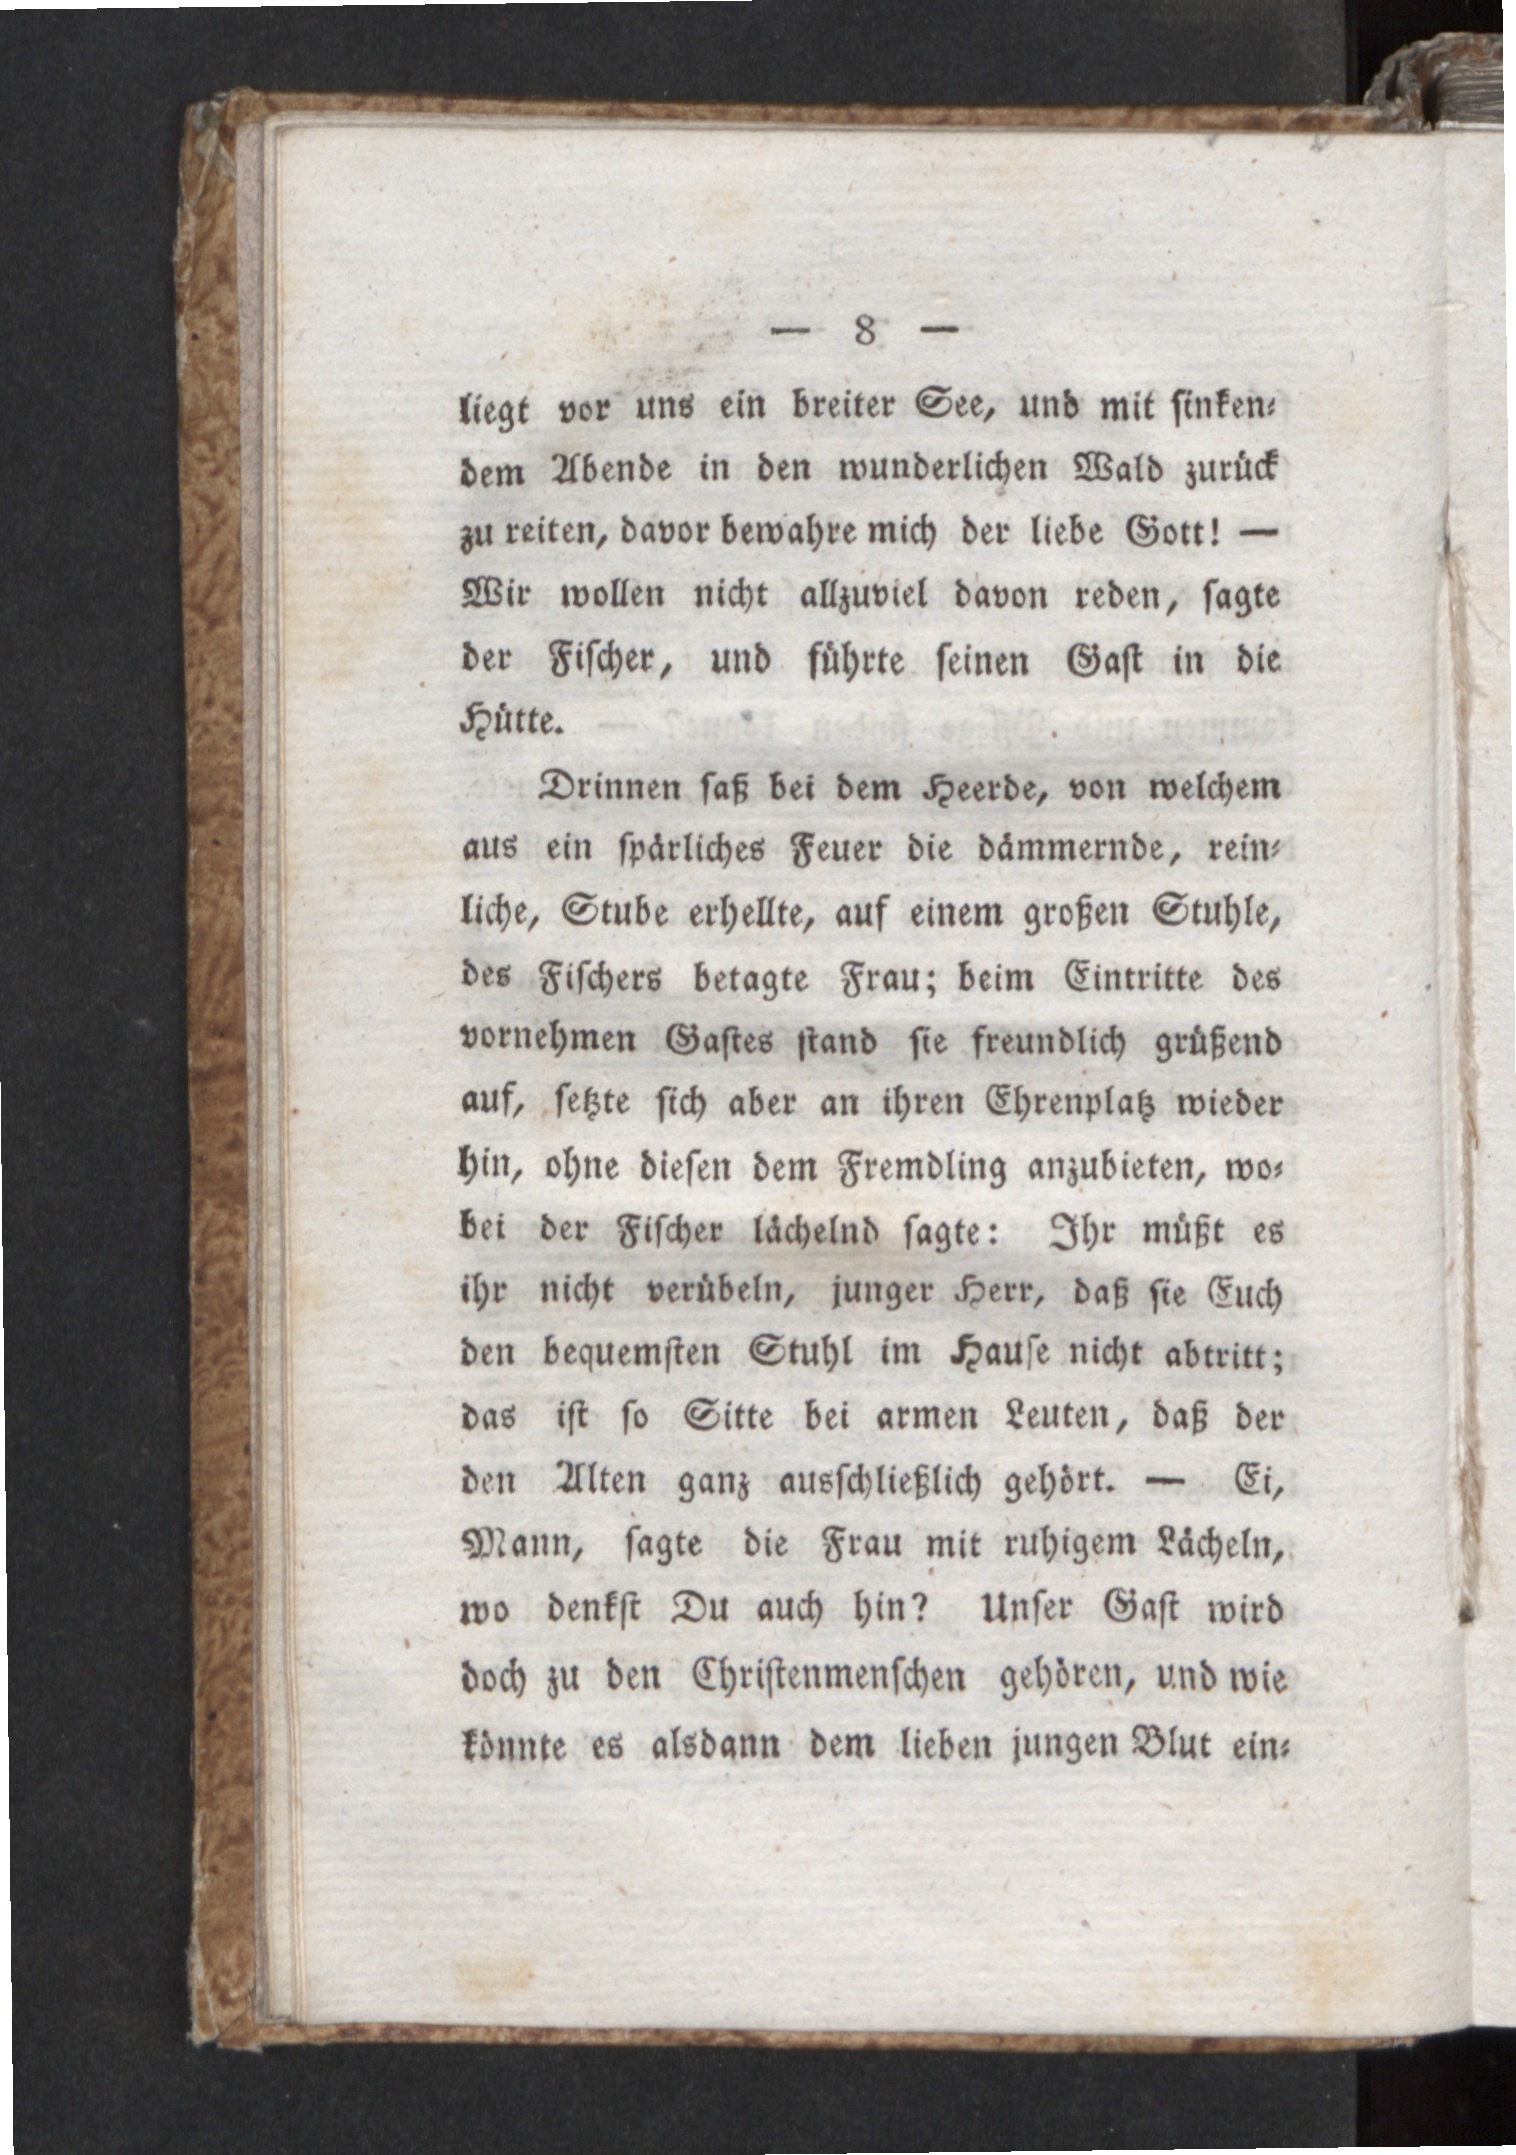 — 8 —
liegt vor uns ein breiter See, und mit sinken⸗
dem Abende in den wunderlichen Wald zurück
zu reiten, davor bewahre mich der liebe Gott! —
Wir wollen nicht allzuviel davon reden, sagte
der Fischer, und führte seinen Gast in die
Hütte.
Drinnen saß bei dem Heerde, von welchem
aus ein spärliches Feuer die dämmernde, rein⸗
liche, Stube erhellte, auf einem großen Stuhle,
des Fischers betagte Frau; beim Eintritte des
vornehmen Gastes stand sie freundlich grüßend
auf, setzte sich aber an ihren Ehrenplatz wieder
hin, ohne diesen dem Fremdling anzubieten, wo⸗
bei der Fischer lächelnd sagte: Ihr müßt es
ihr nicht verübeln, junger Herr, daß sie Euch
den bequemsten Stuhl im Hause nicht abtritt;
das ist so Sitte bei armen Leuten, daß der
den Alten ganz ausschließlich gehört. — Ei,
Mann, sagte die Frau mit ruhigem Lächeln,
wo denkst Du auch hin? Unser Gast wird
doch zu den Christenmenschen gehören, und wie
könnte es alsdann dem lieben jungen Blut ein⸗